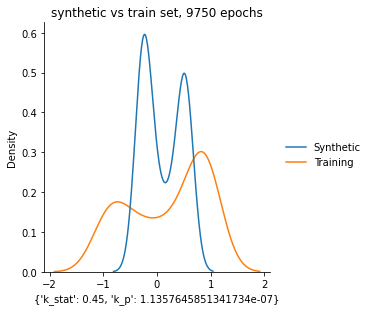 synthetic vs train set, 9750 epochs
0.6
0.5
0.4
0.3
0.2
0.1
0.0
Density
−2 −1 0 1 2
{'k_stat': 0.45, 'k_p': 1.1357645851341734e-07}
Synthetic
Training